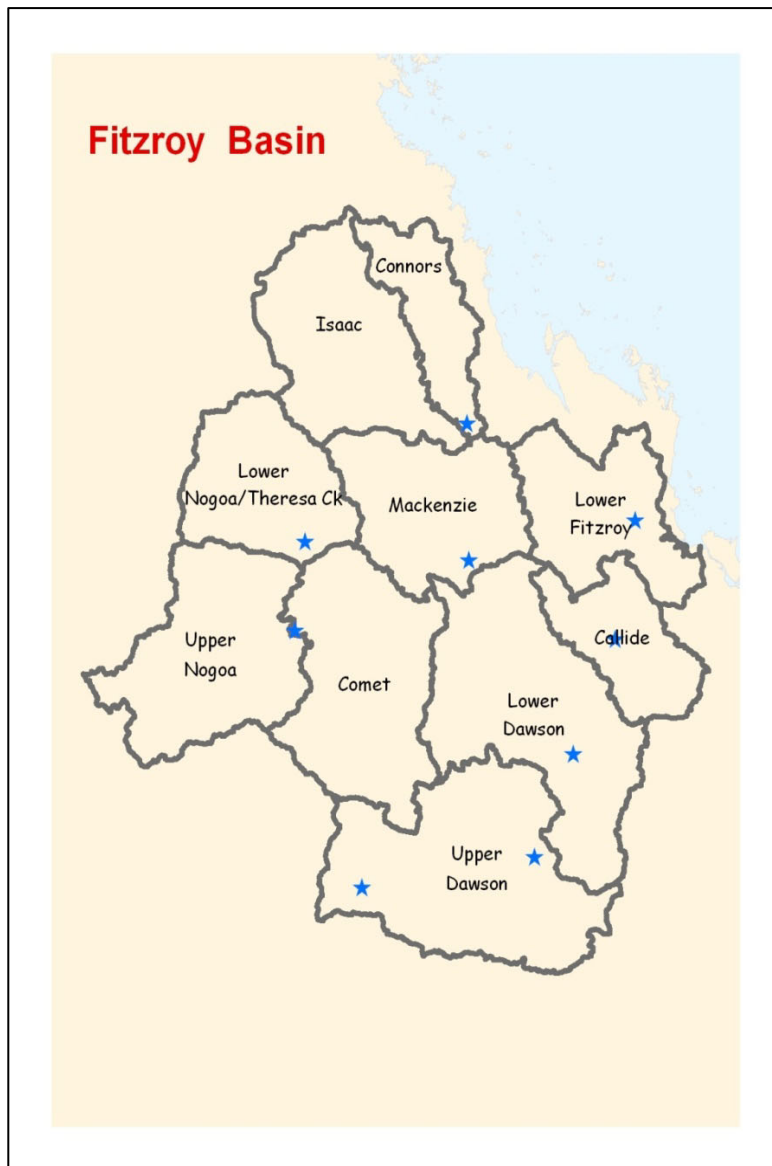 Fitzroy Basin
Connors
Isaac
Lower
Nogoa/Theresa Ck
Mackenzie
Lower
Fitzroy
Callide
Upper
Nogoa
Comet
Lower
Dawson
Upper
Dawson